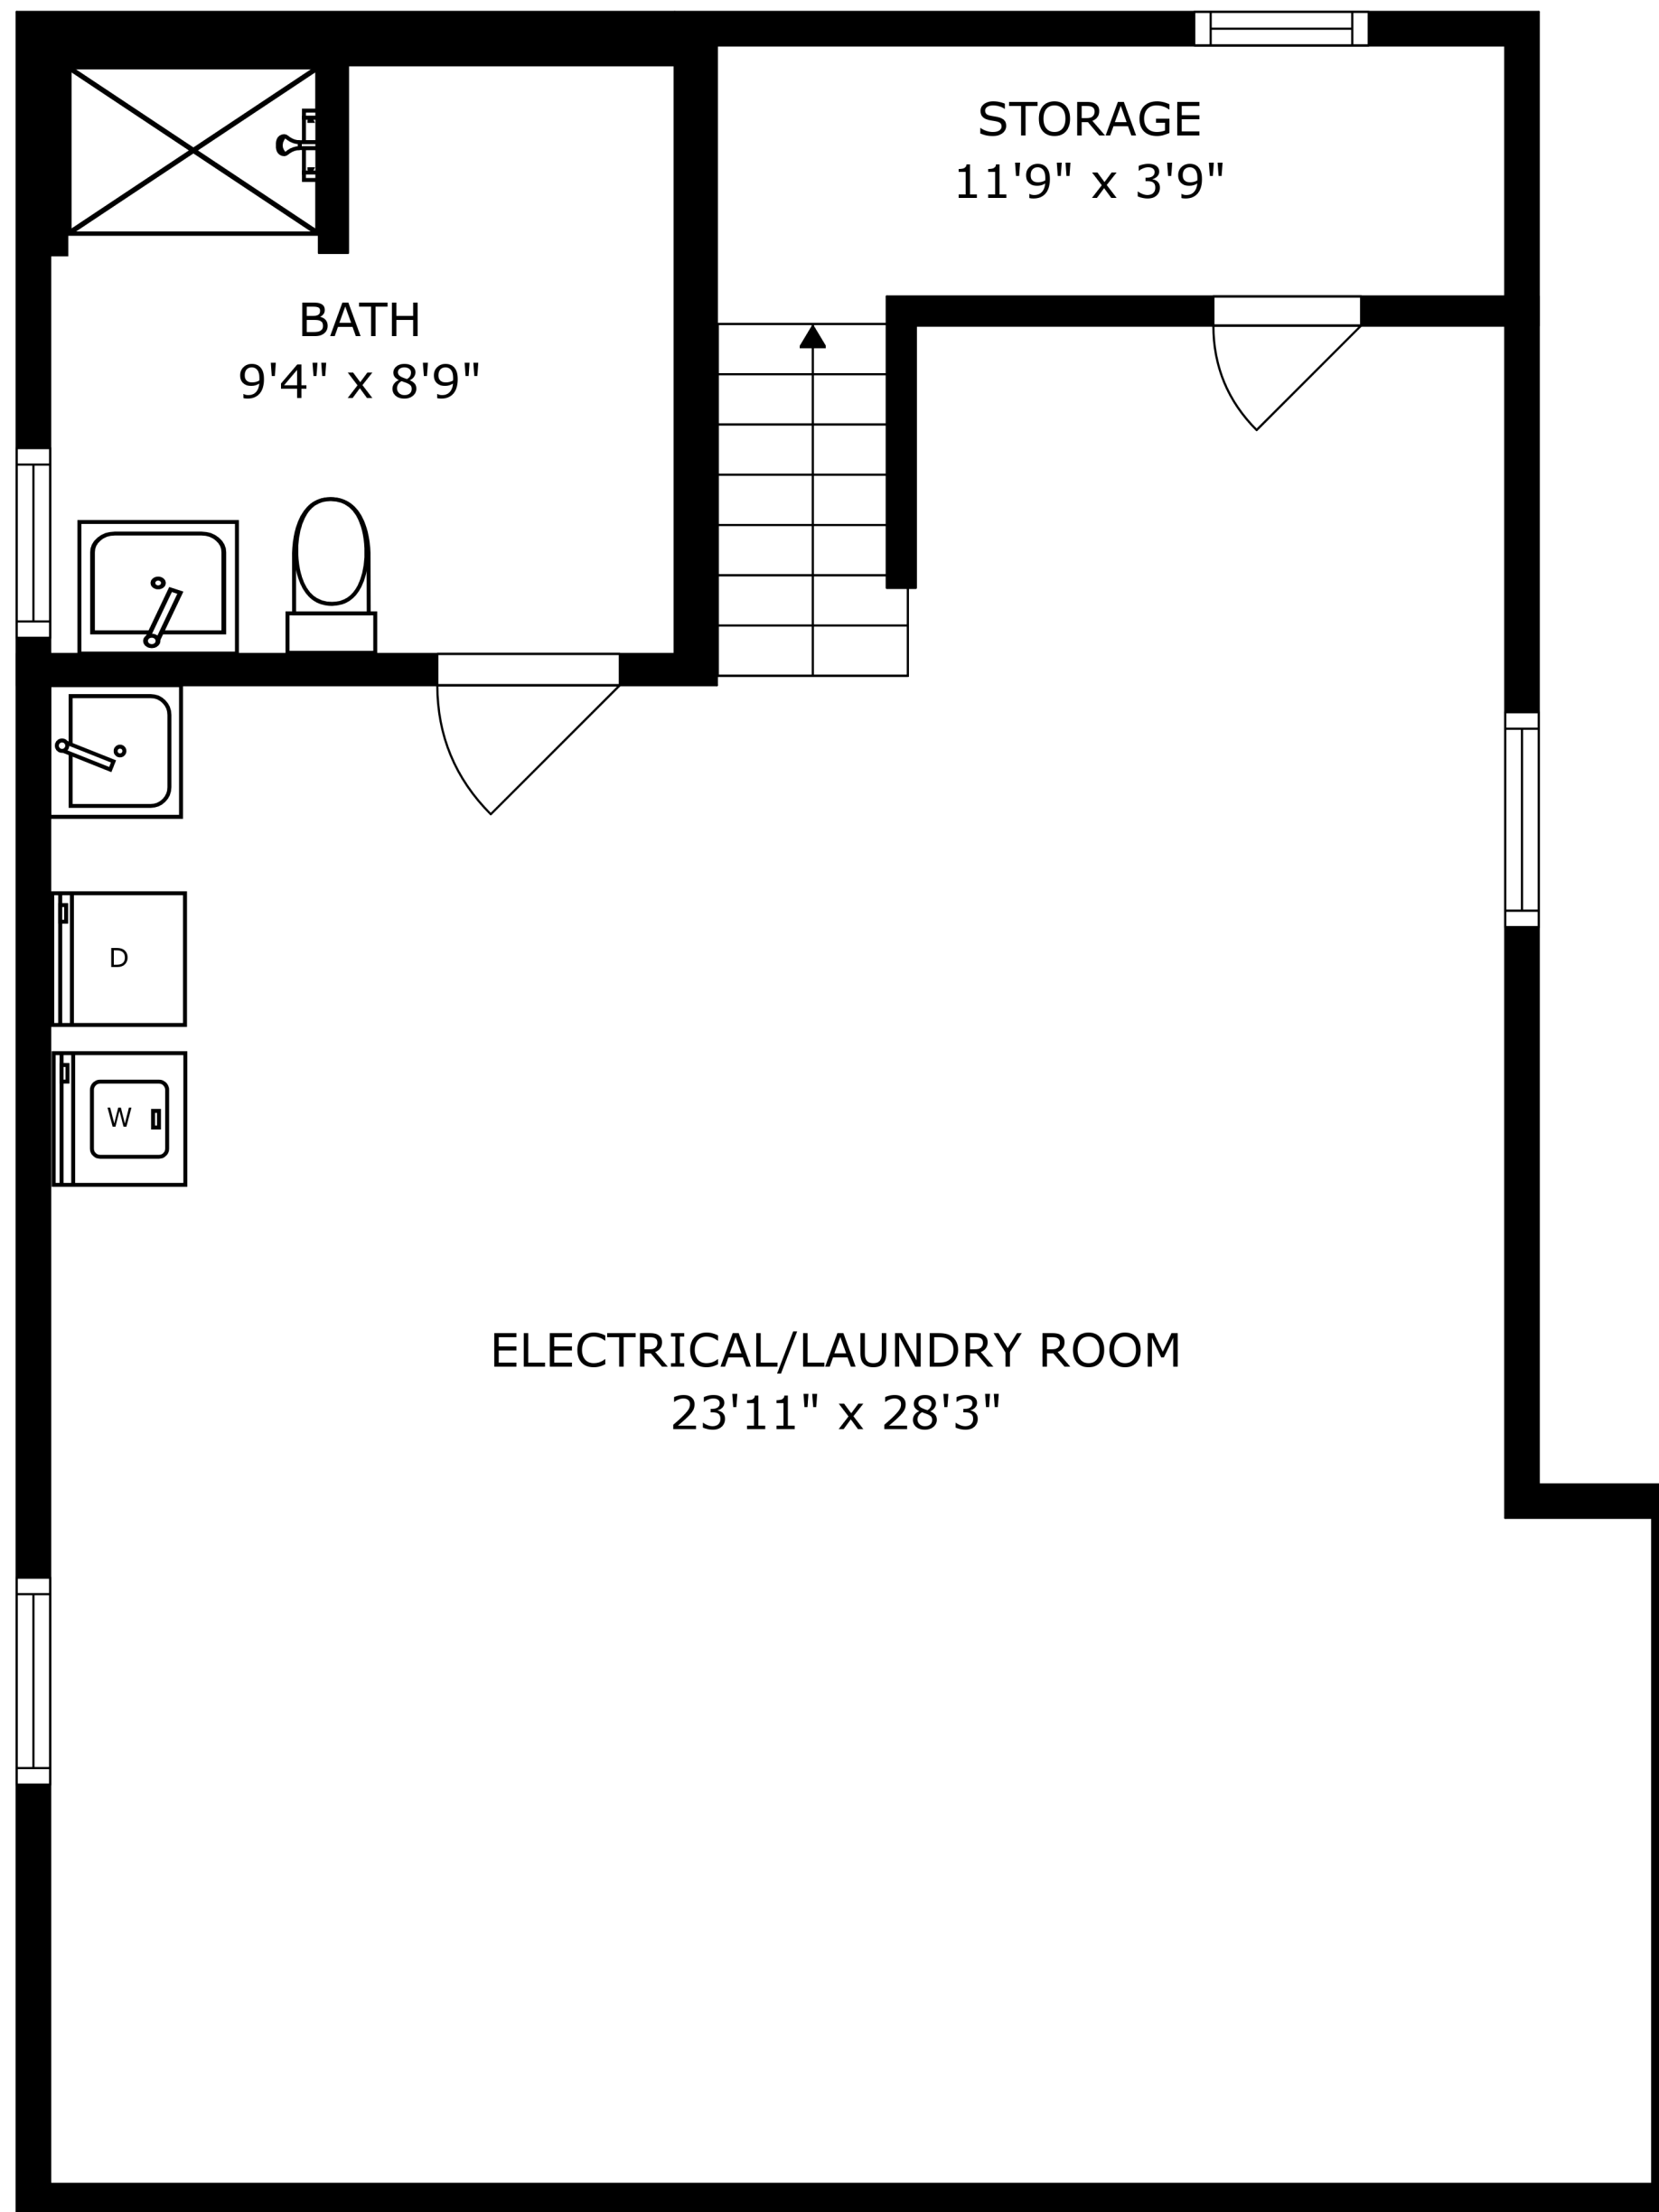 STORAGE
11'9" x 3'9"
BATH
9'4" x 8'9"
D
W
ELECTRICAL/LAUNDRY ROOM
23'11" x 28'3"